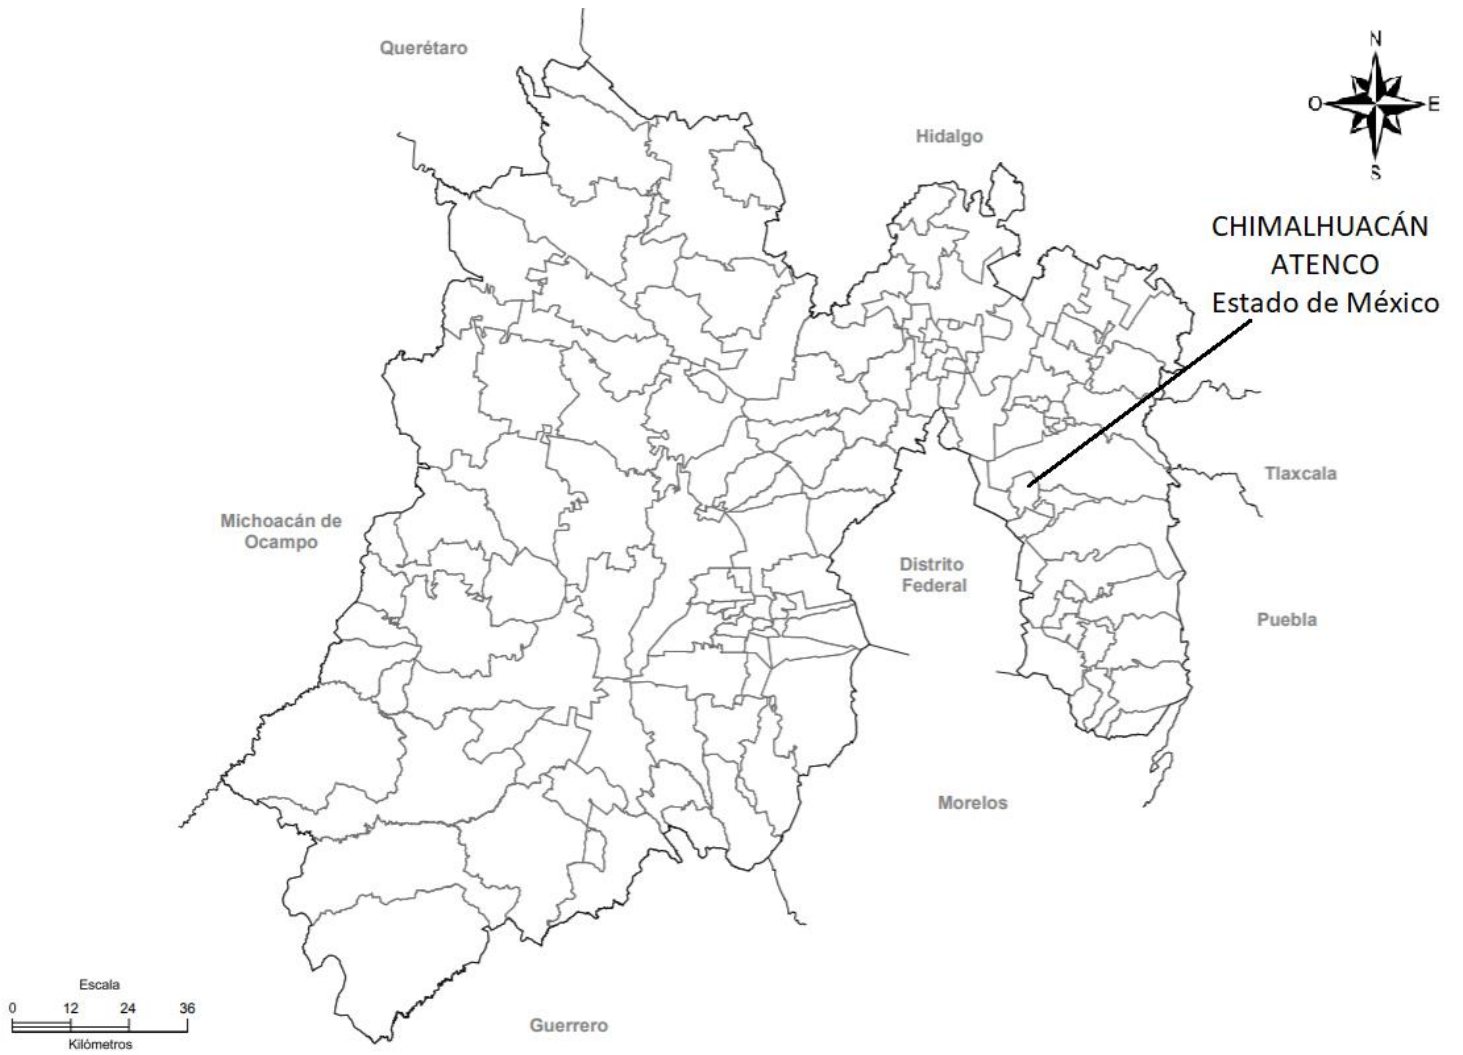 Querétaro
N
O
E
S
Hidalgo
CHIMALHUACÁN
ATENCO
Estado de México
Tlaxcala
Michoacán de
Ocampo
Distrito
Federal
Puebla
Morelos
Escala
0 12 24 36
Kilómetros
Guerrero